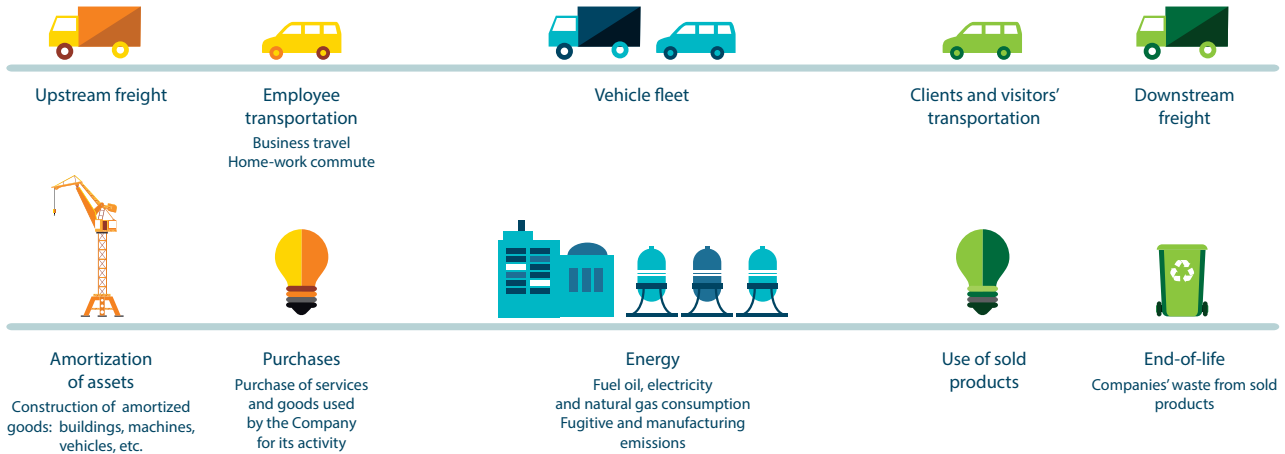 Upstream freight
Employee
transportation
Business travel
Home-work commute
Vehicle fleet
Clients and visitors’
transportation
Downstream
freight
Amortization
of assets
Construction of amortized
goods: buildings, machines,
vehicles, etc.
Purchases
Purchase of services
and goods used
by the Company
for its activity
Energy
Fuel oil, electricity
and natural gas consumption
Fugitive and manufacturing
emissions
Use of sold
products
End-of-life
Companies’ waste from sold
products